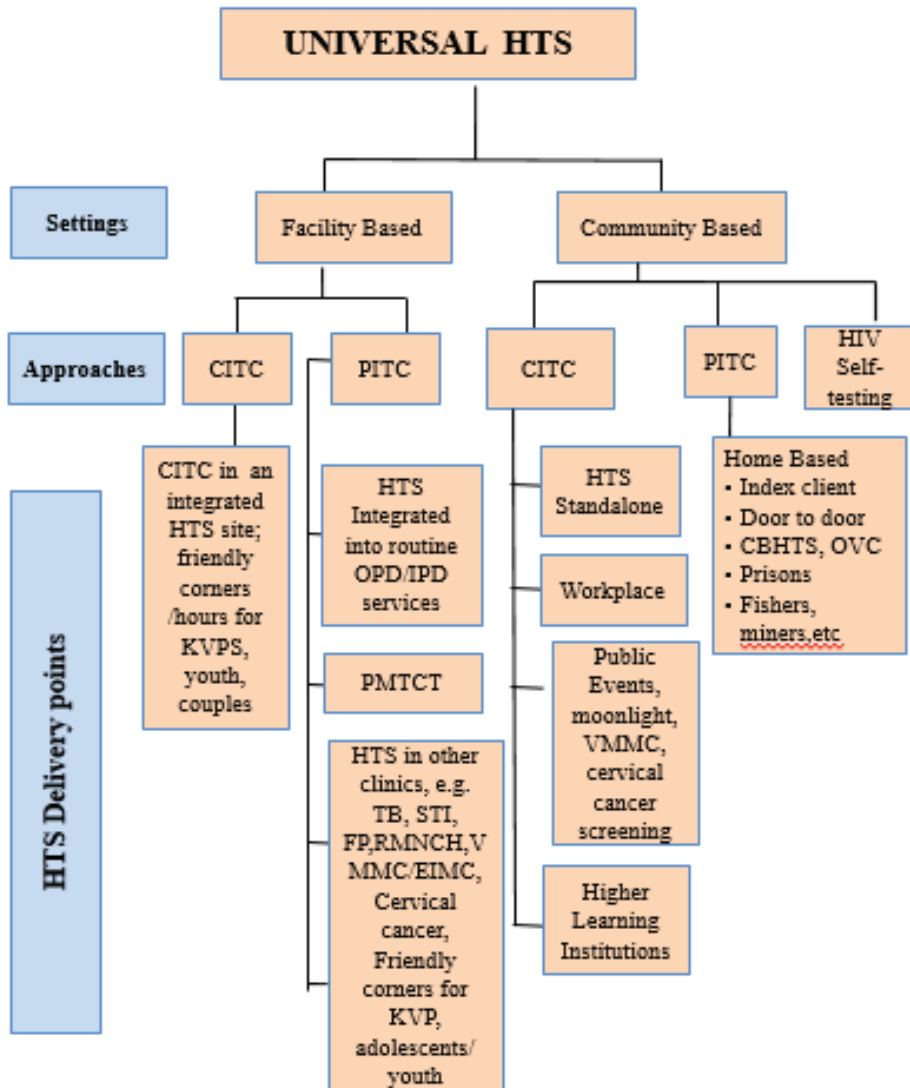 UNIVERSAL HTS
Settings
Facility Based
Community Based
Approaches
CITC
PITC
CITC
PITC
HIV
Self-
testing
HTS Delivery points
CITC in an
integrated
HTS site;
friendly
corners
/hours for
KVPS,
youth,
couples
HTS
Integrated
into routine
OPD/IPD
services
PMTCT
HTS in other
clinics, e.g.
TB, STI,
FP,RMNCH,V
MMC/EIMC,
Cervical
cancer,
Friendly
corners for
KVP,
adolescents/
youth
HTS
Standalone
Workplace
Public
Events,
moonlight,
VMMC,
cervical
cancer
screening
Higher
Learning
Institutions
Home Based
▪ Index client
▪ Door to door
▪ CBHTS, OVC
▪ Prisons
▪ Fishers,
miners,etc